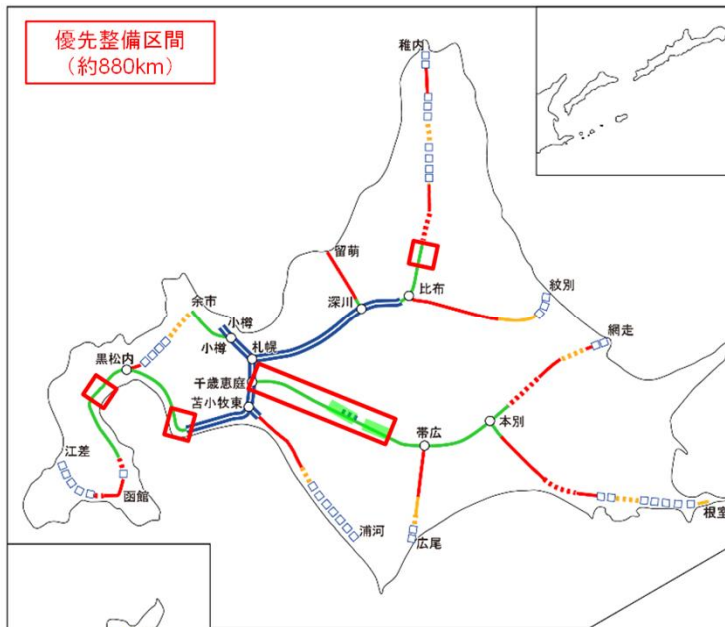 優先整備区間
（約880km）
稚内
留萌
紋別
比布
深川
余市
小樽
小樽
網走
札幌
黒松内
千歳恵庭
苫小牧東
帯広
本別
江差
函館
浦河
広尾
根室